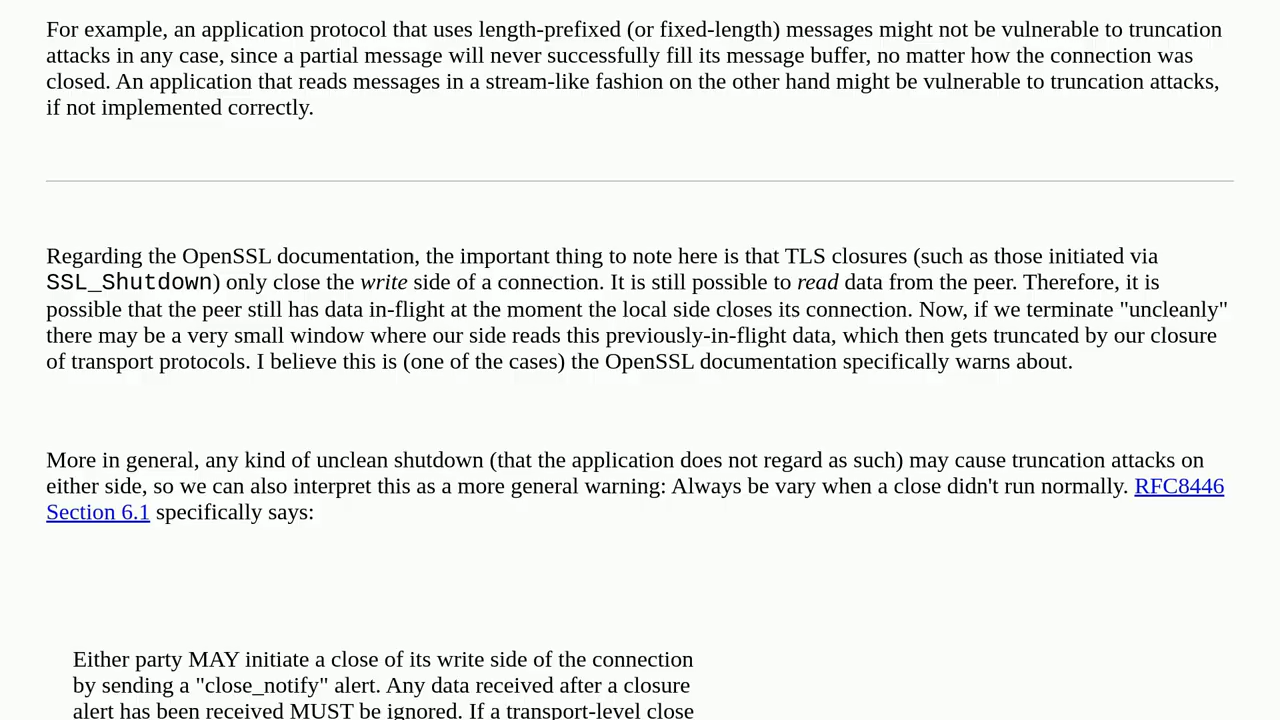 For example, an application protocol that uses length-prefixed (or fixed-length) messages might not be vulnerable to truncation
attacks in any case, since a partial message will never successfully fill its message buffer, no matter how the connection was
closed. An application that reads messages in a stream-like fashion on the other hand might be vulnerable to truncation attacks,
if not implemented correctly.
Regarding the OpenSSL documentation, the important thing to note here is that TLS closures (such as those initiated via
SSL_Shutdown) only close the write side of a connection. It is still possible to read data from the peer. Therefore, it is
possible that the peer still has data in-flight at the moment the local side closes its connection. Now, if we terminate "uncleanly"
there may be a very small window where our side reads this previously-in-flight data, which then gets truncated by our closure
of transport protocols. I believe this is (one of the cases) the OpenSSL documentation specifically warns about.
More in general, any kind of unclean shutdown (that the application does not regard as such) may cause truncation attacks on
either side, so we can also interpret this as a more general warning: Always be vary when a close didn't run normally. RFC8446
Section 6.1 specifically says:
Either party MAY initiate a close of its write side of the connection
by sending a "close_notify" alert. Any data received after a closure
alert has been received MUST be ignored. If a transport-level close